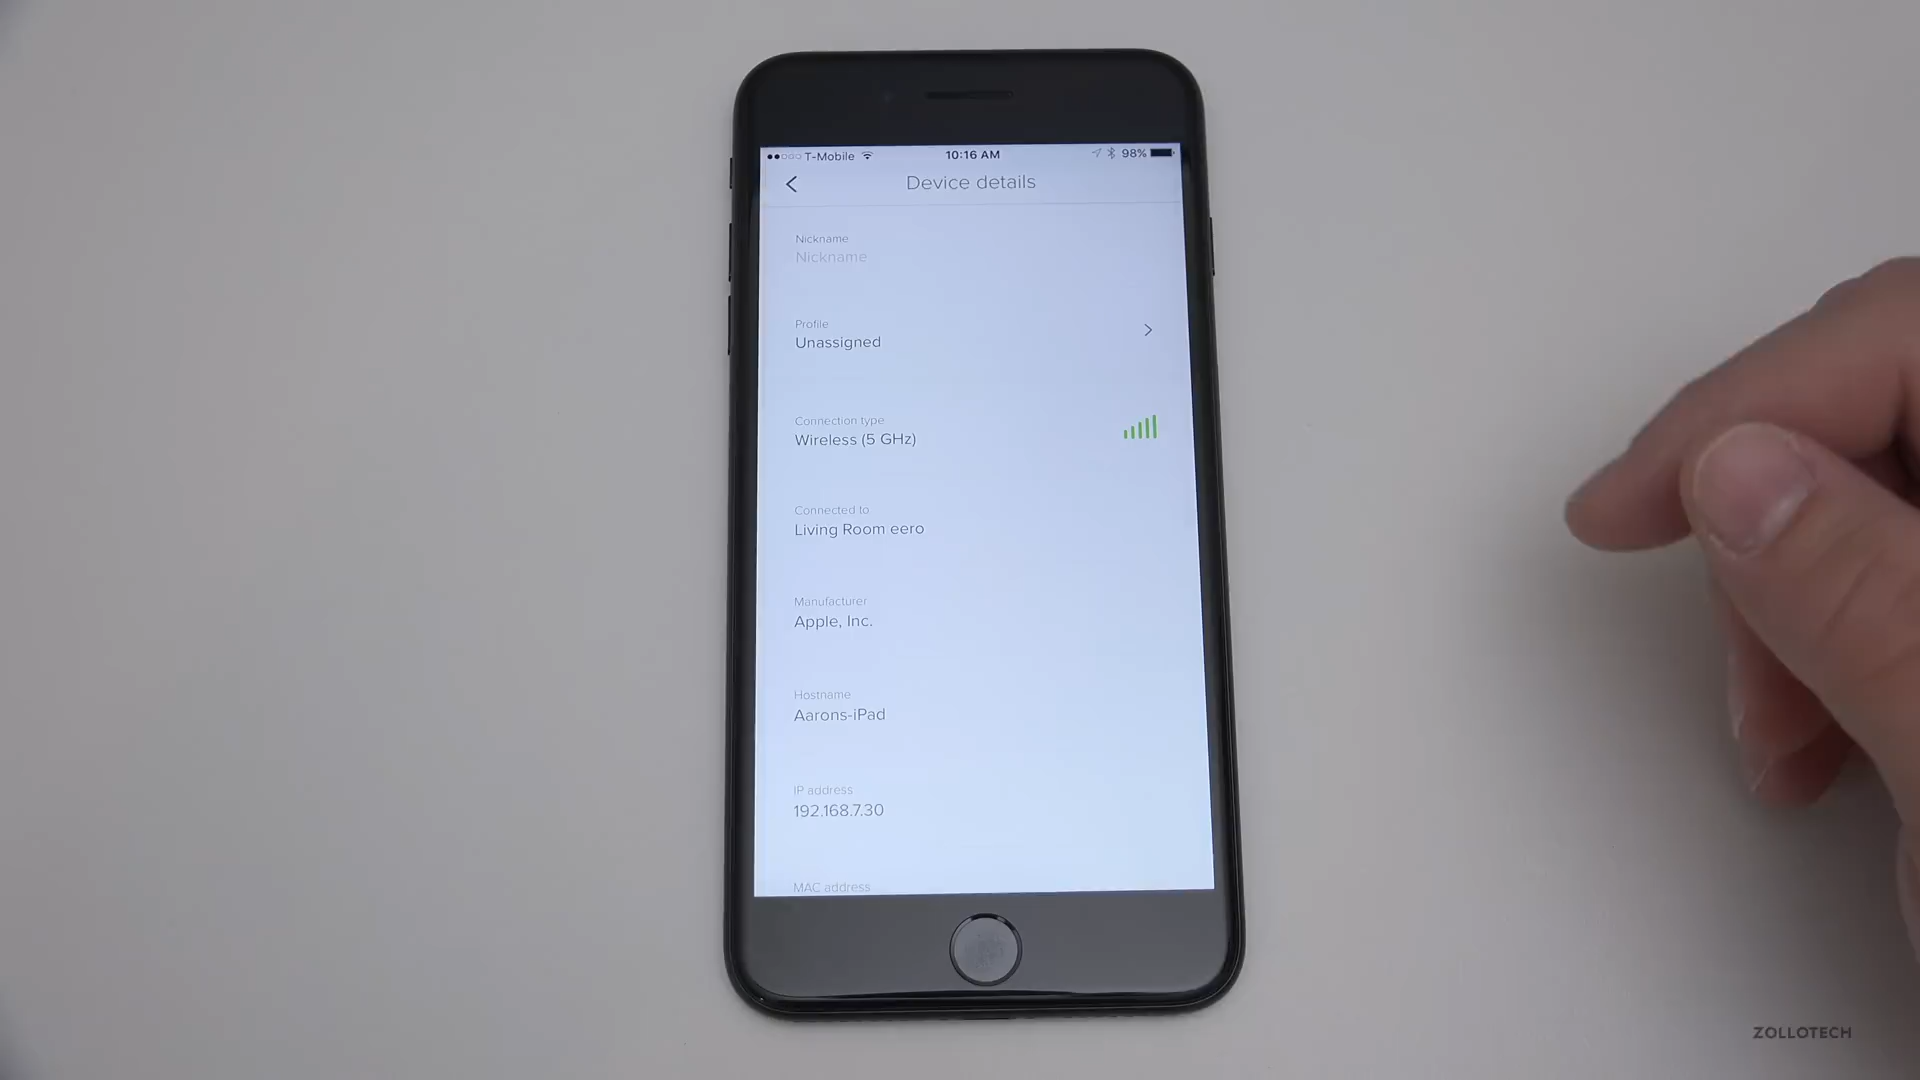 T-Mobile 10:16 AM 98%
Device details
Nickname
Nickname
Profile
Unassigned
Connection type
Wireless (5 GHz)
Connected to
Living Room eero
Manufacturer
Apple, Inc.
Hostname
Aarons-iPad
IP address
192.168.7.30
MAC address
ZOLLOTECH